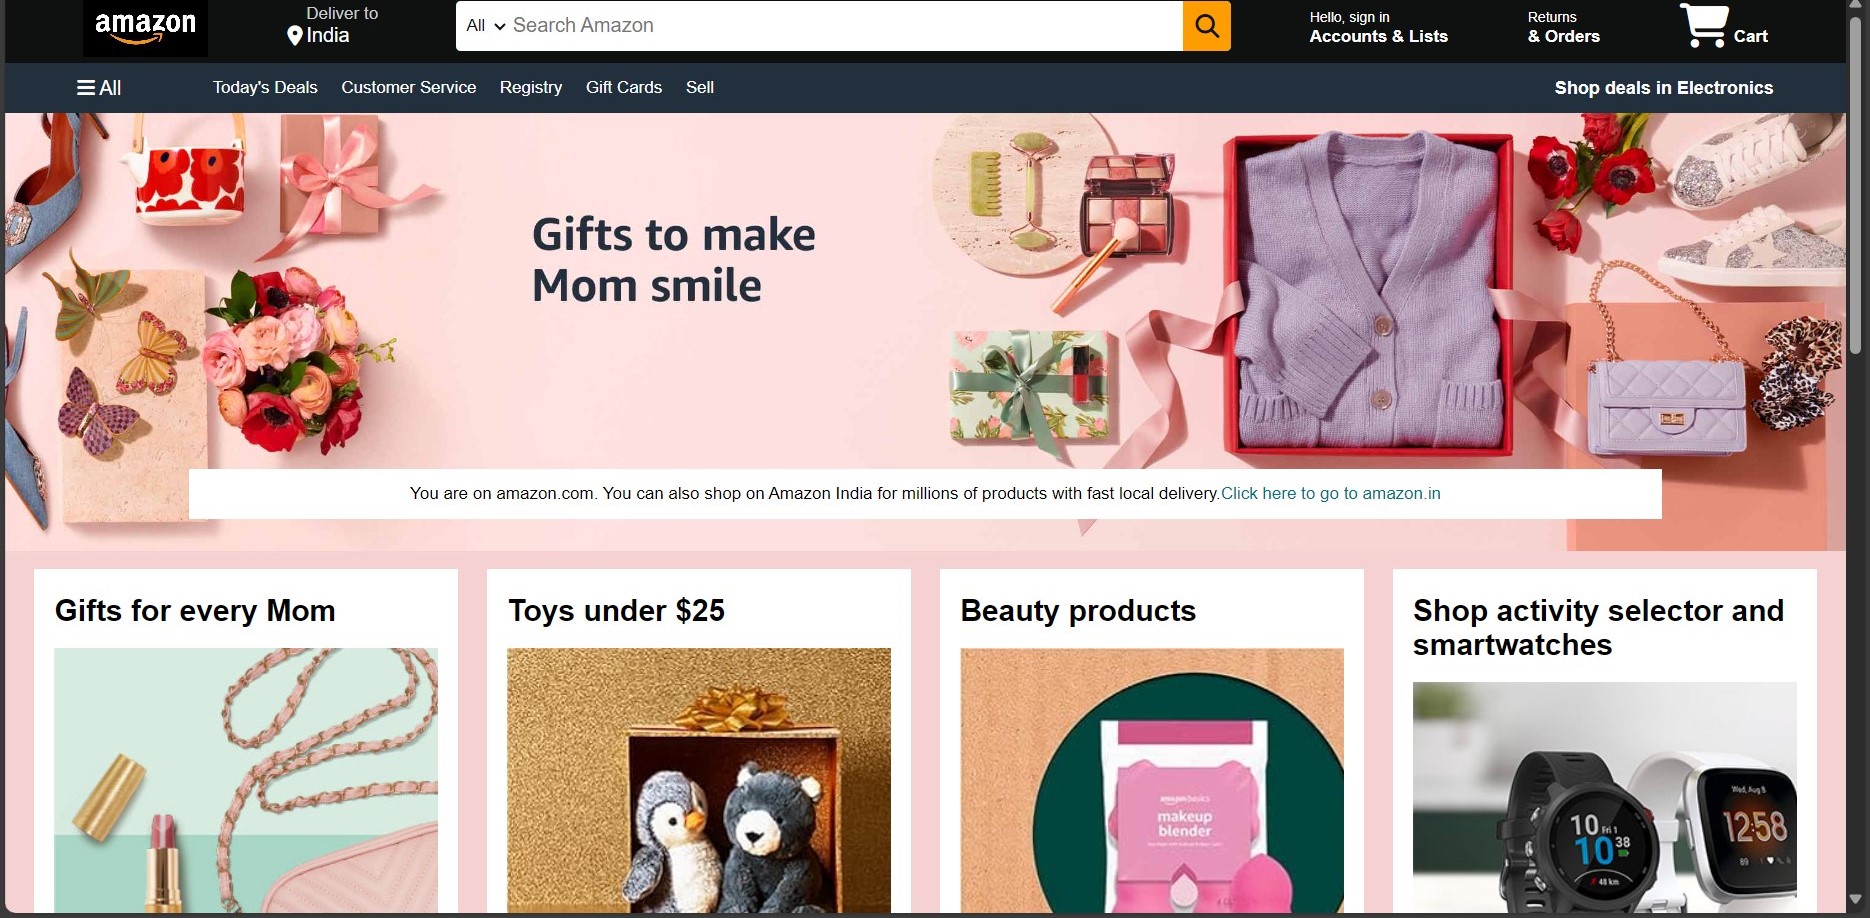 amazon
Deliver to
India
All
Search Amazon
Hello, sign in
Accounts & Lists
Returns
& Orders
Cart
All
Today's Deals
Customer Service
Registry
Gift Cards
Sell
Shop deals in Electronics
Gifts to make
Mom smile
You are on amazon.com. You can also shop on Amazon India for millions of products with fast local delivery.Click here to go to amazon.in
Gifts for every Mom
Toys under $25
Beauty products
Shop activity selector and
smartwatches
amazon basics
makeup
blender
10 Fri 1
10 38
48 km
Wed, Aug 8
12:58
89